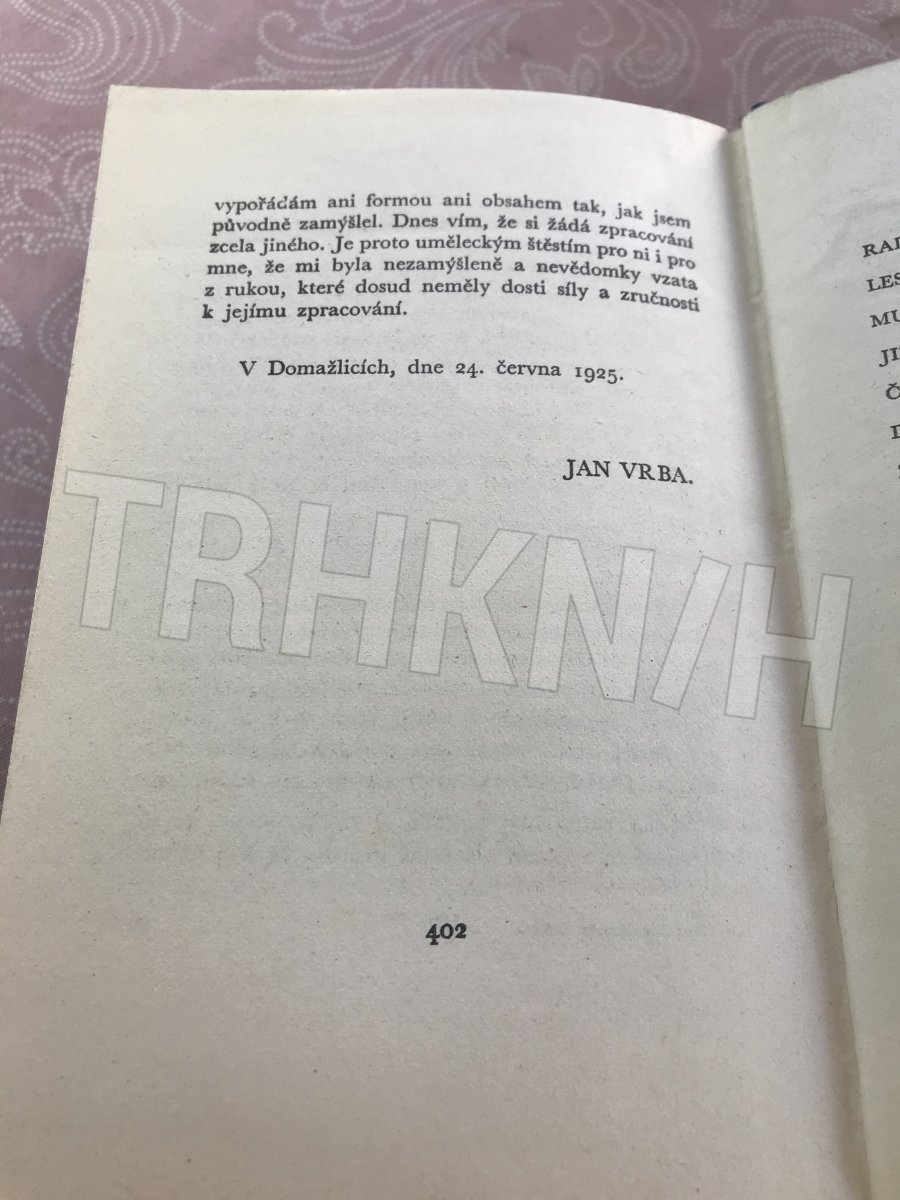 vypořádám ani formou ani obsahem tak, jak jsem
původně zamýšlel. Dnes vím, že si žádá zpracování
zcela jiného. Je proto uměleckým štěstím pro ni i pro
mne, že mi byla nezamýšleně a nevědomky vzata
z rukou, které dosud neměly dosti síly a zručnosti
k jejímu zpracování.
V Domažlicích, dne 24. června 1925.
JAN VRBA.
TRHKN/H
402